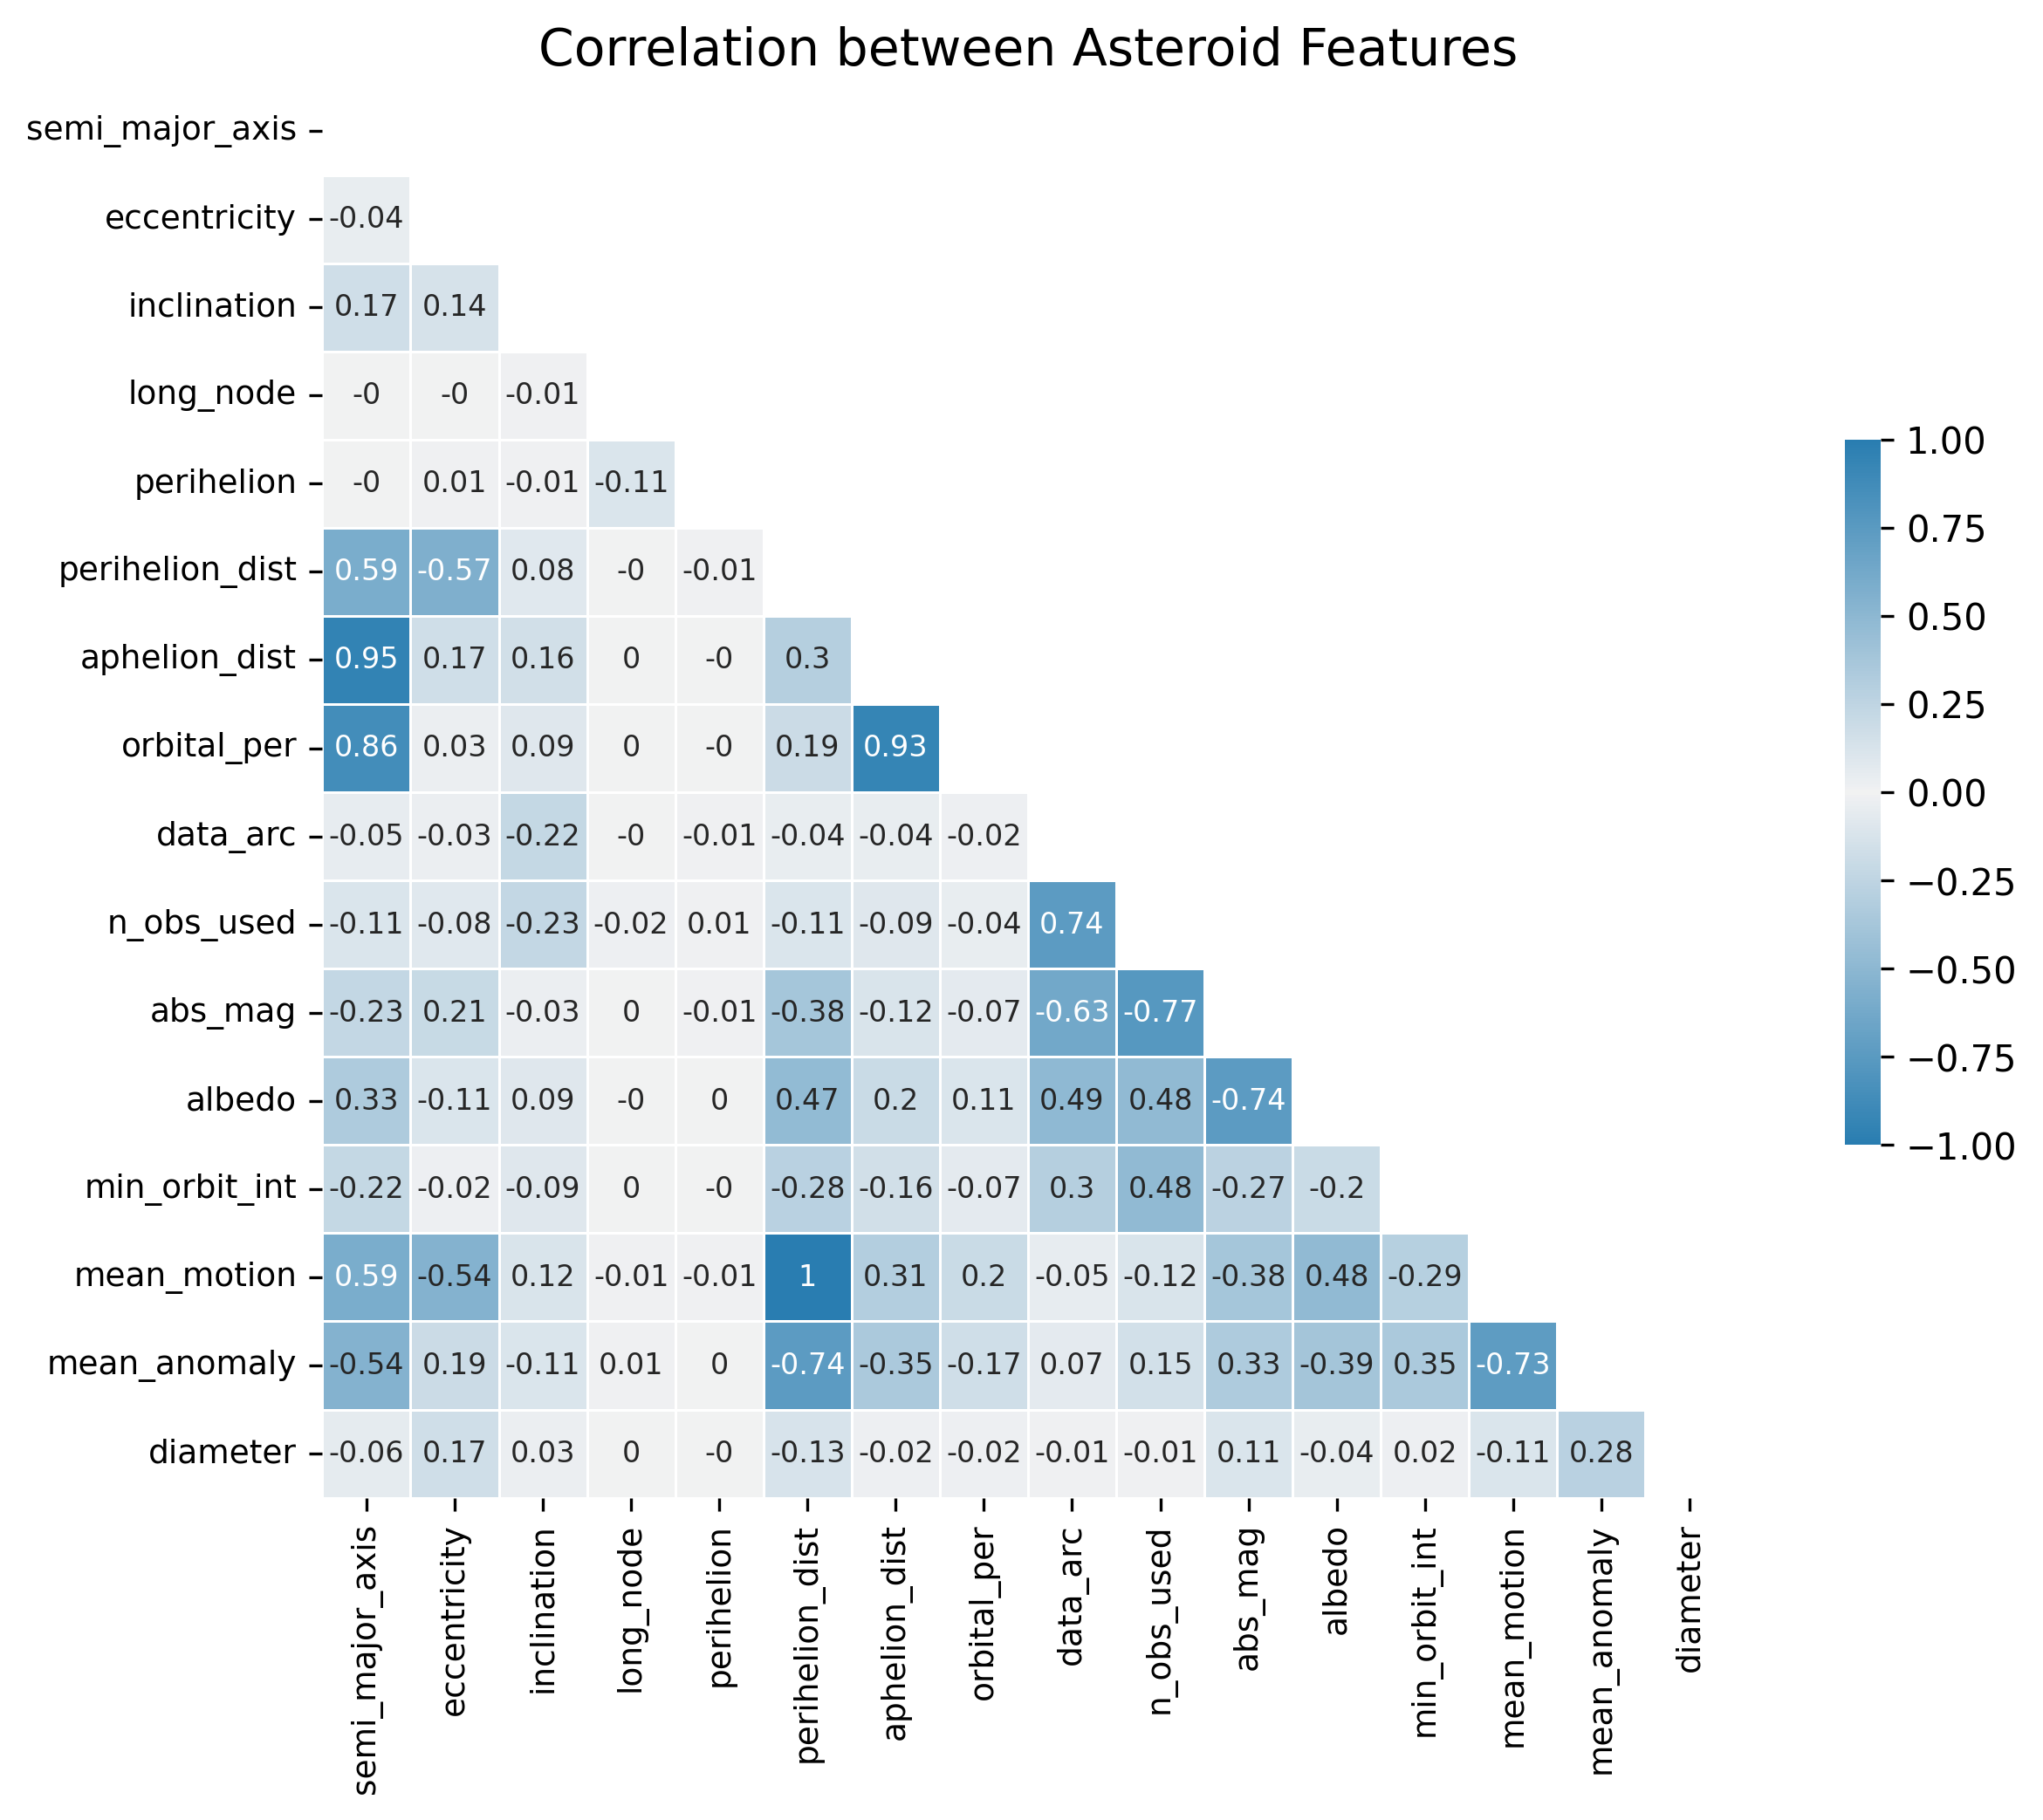 Correlation between Asteroid Features
semi_major_axis
eccentricity -0.04
inclination 0.17 0.14
long_node -0 -0 -0.01
perihelion -0 0.01 -0.01 -0.11
perihelion_dist 0.59 -0.57 0.08 -0 -0.01
aphelion_dist 0.95 0.17 0.16 0 -0 0.3
orbital_per 0.86 0.03 0.09 0 -0 0.19 0.93
data_arc -0.05 -0.03 -0.22 -0 -0.01 -0.04 -0.04 -0.02
n_obs_used -0.11 -0.08 -0.23 -0.02 0.01 -0.11 -0.09 -0.04 0.74
abs_mag -0.23 0.21 -0.03 0 -0.01 -0.38 -0.12 -0.07 -0.63 -0.77
albedo 0.33 -0.11 0.09 -0 0 0.47 0.2 0.11 0.49 0.48 -0.74
min_orbit_int -0.22 -0.02 -0.09 0 -0 -0.28 -0.16 -0.07 0.3 0.48 -0.27 -0.2
mean_motion 0.59 -0.54 0.12 -0.01 -0.01 1 0.31 0.2 -0.05 -0.12 -0.38 0.48 -0.29
mean_anomaly -0.54 0.19 -0.11 0.01 0 -0.74 -0.35 -0.17 0.07 0.15 0.33 -0.39 0.35 -0.73
diameter -0.06 0.17 0.03 0 -0 -0.13 -0.02 -0.02 -0.01 -0.01 0.11 -0.04 0.02 -0.11 0.28
semi_major_axis
eccentricity
inclination
long_node
perihelion
perihelion_dist
aphelion_dist
orbital_per
data_arc
n_obs_used
abs_mag
albedo
min_orbit_int
mean_motion
mean_anomaly
diameter
1.00
0.75
0.50
0.25
0.00
−0.25
−0.50
−0.75
−1.00